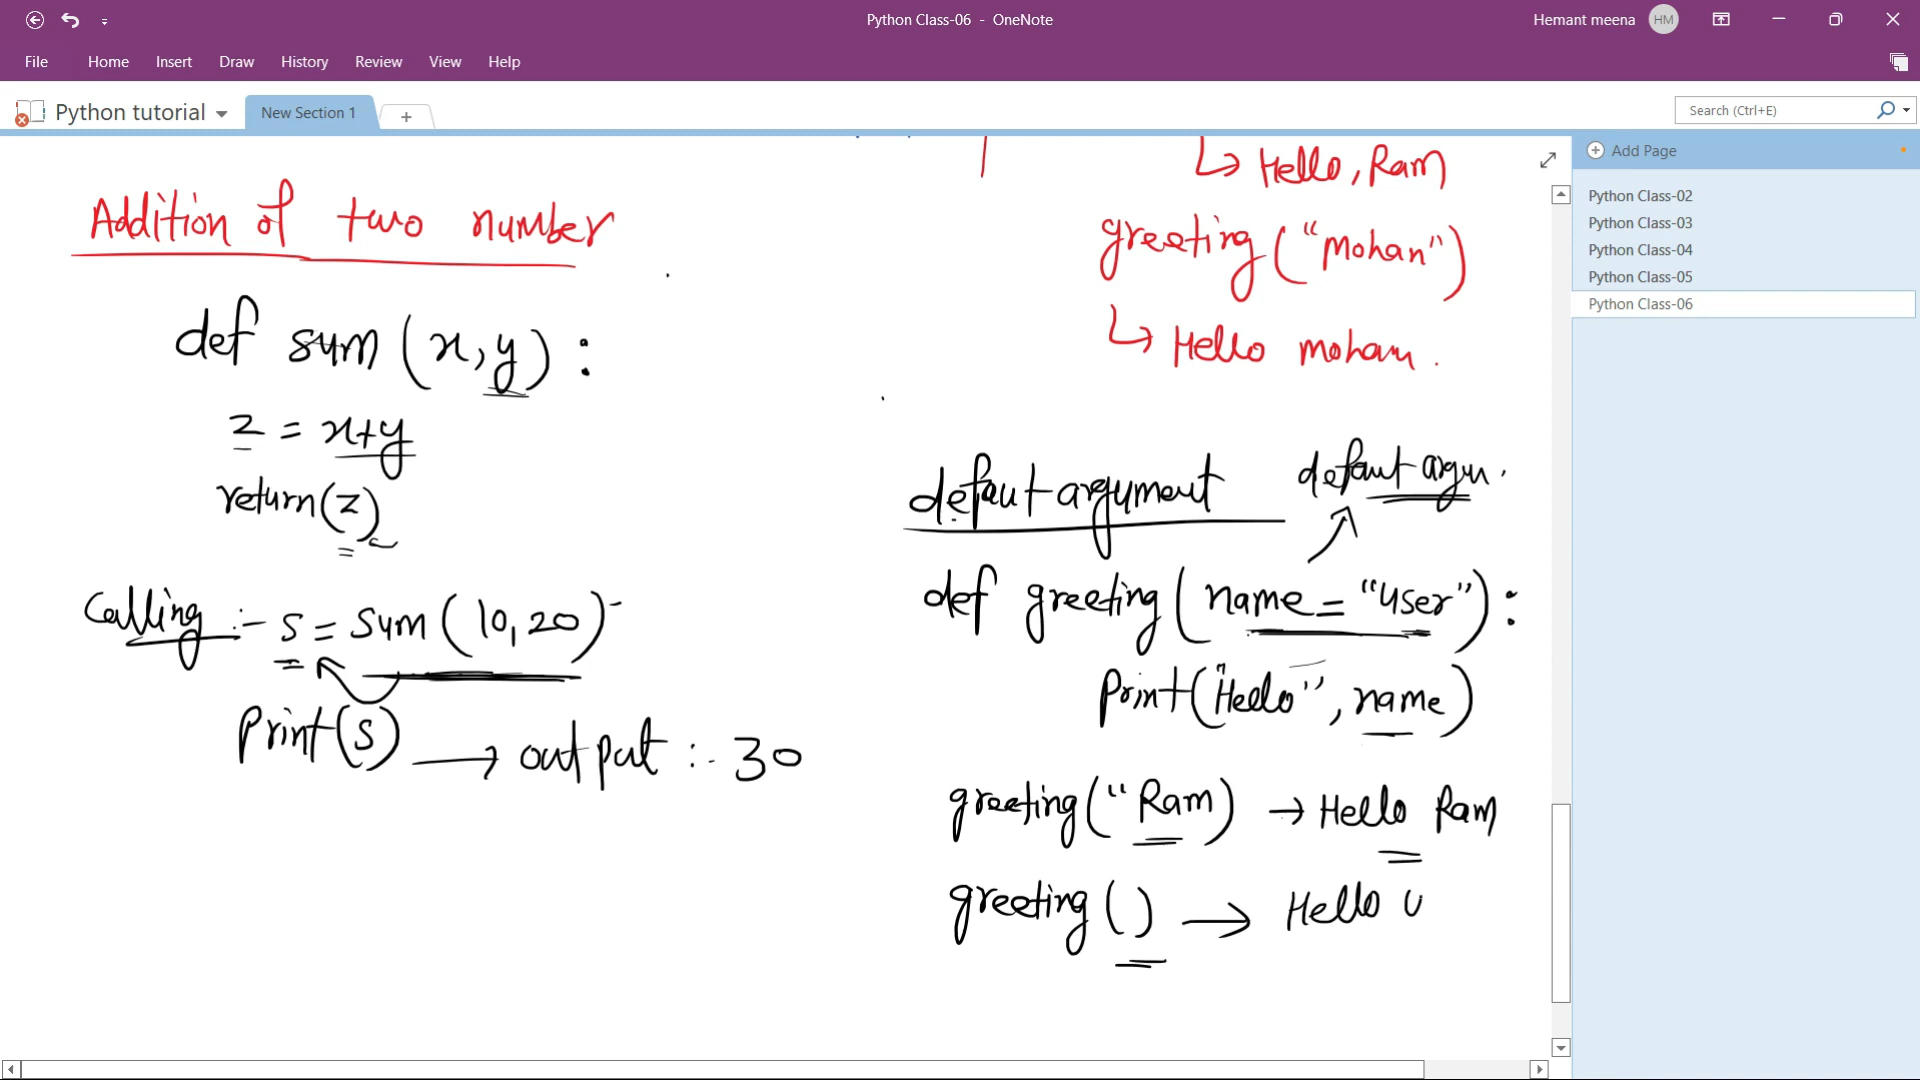 Python Class-06 - OneNote
Hemant meena HM
File Home Insert Draw History Review View Help
Python tutorial New Section 1 +
Search (Ctrl+E)
Add Page
Python Class-02
Python Class-03
Python Class-04
Python Class-05
Python Class-06
Addition of two number
def sum (x,y) :
z = x+y
return(z)
Calling :- s = sum( 10,20)
Print(s) → output :- 30
↳ Hello, Ram
greeting("Mohan")
↳ Hello mohan.
defaut argument defaut argu.
def greeting( name = "User") :
Print("Hello", name)
greeting("Ram) → Hello Ram
greeting() → Hello U